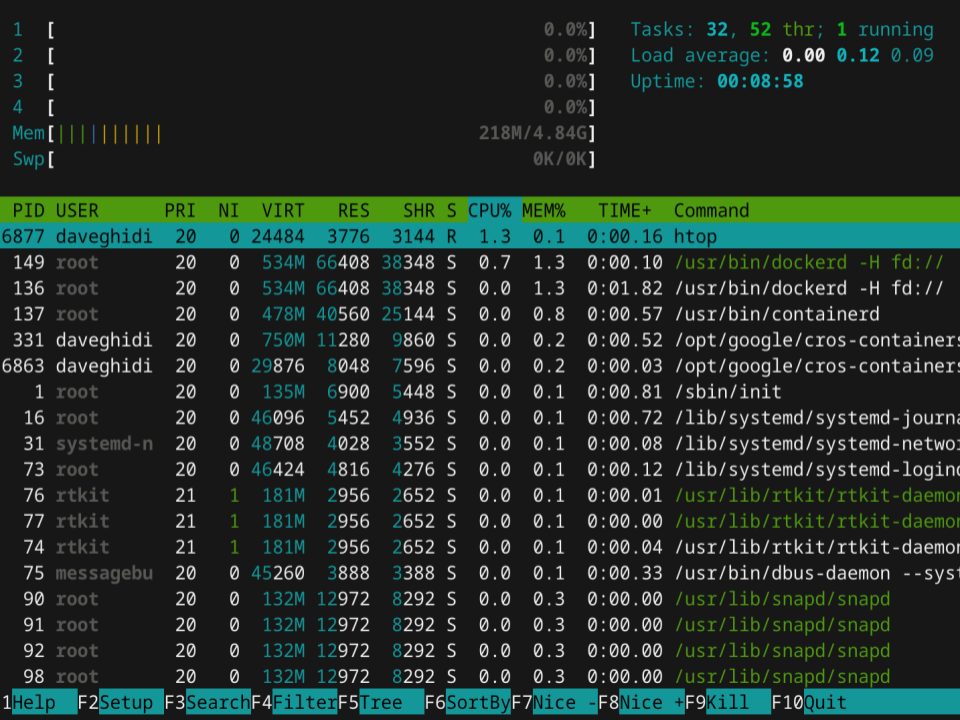 1 [ 0.0%] Tasks: 32, 52 thr; 1 running
2 [ 0.0%] Load average: 0.00 0.12 0.09
3 [ 0.0%] Uptime: 00:08:58
4 [ 0.0%]
Mem[|||||||||| 218M/4.84G]
Swp[ 0K/0K]
PID USER PRI NI VIRT RES SHR S CPU% MEM% TIME+ Command
6877 daveghidi 20 0 24484 3776 3144 R 1.3 0.1 0:00.16 htop
149 root 20 0 534M 66408 38348 S 0.7 1.3 0:00.10 /usr/bin/dockerd -H fd://
136 root 20 0 534M 66408 38348 S 0.0 1.3 0:01.82 /usr/bin/dockerd -H fd://
137 root 20 0 478M 40560 25144 S 0.0 0.8 0:00.57 /usr/bin/containerd
331 daveghidi 20 0 750M 11280 9860 S 0.0 0.2 0:00.52 /opt/google/cros-containers
6863 daveghidi 20 0 29876 8048 7596 S 0.0 0.2 0:00.03 /opt/google/cros-containers
1 root 20 0 135M 6900 5448 S 0.0 0.1 0:00.81 /sbin/init
16 root 20 0 46096 5452 4936 S 0.0 0.1 0:00.72 /lib/systemd/systemd-journa
31 systemd-n 20 0 48708 4028 3552 S 0.0 0.1 0:00.08 /lib/systemd/systemd-networ
73 root 20 0 46424 4816 4276 S 0.0 0.1 0:00.12 /lib/systemd/systemd-logind
76 rtkit 21 1 181M 2956 2652 S 0.0 0.1 0:00.01 /usr/lib/rtkit/rtkit-daemon
77 rtkit 21 1 181M 2956 2652 S 0.0 0.1 0:00.00 /usr/lib/rtkit/rtkit-daemon
74 rtkit 21 1 181M 2956 2652 S 0.0 0.1 0:00.04 /usr/lib/rtkit/rtkit-daemon
75 messagebu 20 0 45260 3888 3388 S 0.0 0.1 0:00.33 /usr/bin/dbus-daemon --syst
90 root 20 0 132M 12972 8292 S 0.0 0.3 0:00.00 /usr/lib/snapd/snapd
91 root 20 0 132M 12972 8292 S 0.0 0.3 0:00.00 /usr/lib/snapd/snapd
92 root 20 0 132M 12972 8292 S 0.0 0.3 0:00.00 /usr/lib/snapd/snapd
98 root 20 0 132M 12972 8292 S 0.0 0.3 0:00.00 /usr/lib/snapd/snapd
1Help F2Setup F3SearchF4FilterF5Tree F6SortByF7Nice -F8Nice +F9Kill F10Quit